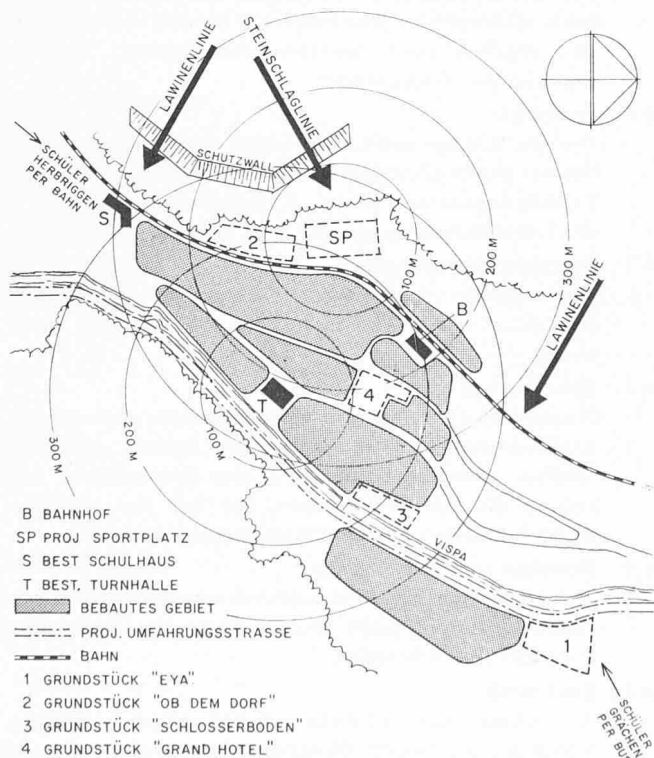 LAWINENLINIE
STEINSCHLAGLINIE
SCHUTZWALL
SCHÜLER
HERBRIGGEN
PER BAHN
S
2
SP
100 M
200 M
300 M
B
LAWINENLINIE
4
T
300 M
200 M
100 M
3
VISPA
1
SCHÜLER
GRÄCHEN
PER BUS
B BAHNHOF
SP PROJ SPORTPLATZ
S BEST SCHULHAUS
T BEST. TURNHALLE
BEBAUTES GEBIET
PROJ. UMFAHRUNGSSTRASSE
BAHN
1 GRUNDSTÜCK "EYA"
2 GRUNDSTÜCK "OB DEM DORF"
3 GRUNDSTÜCK "SCHLOSSERBODEN"
4 GRUNDSTÜCK "GRAND HOTEL"